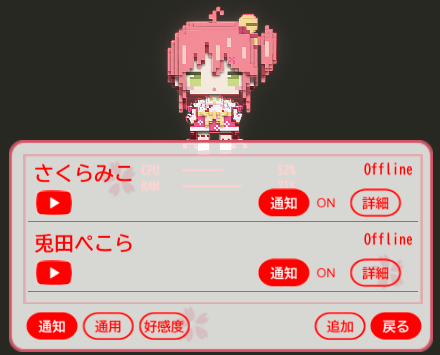 さくらみこ
Offline
CPU 52%
RAM
通知 ON 詳細
兎田ぺこら
Offline
通知 ON 詳細
通知 通用 好感度 追加 戻る